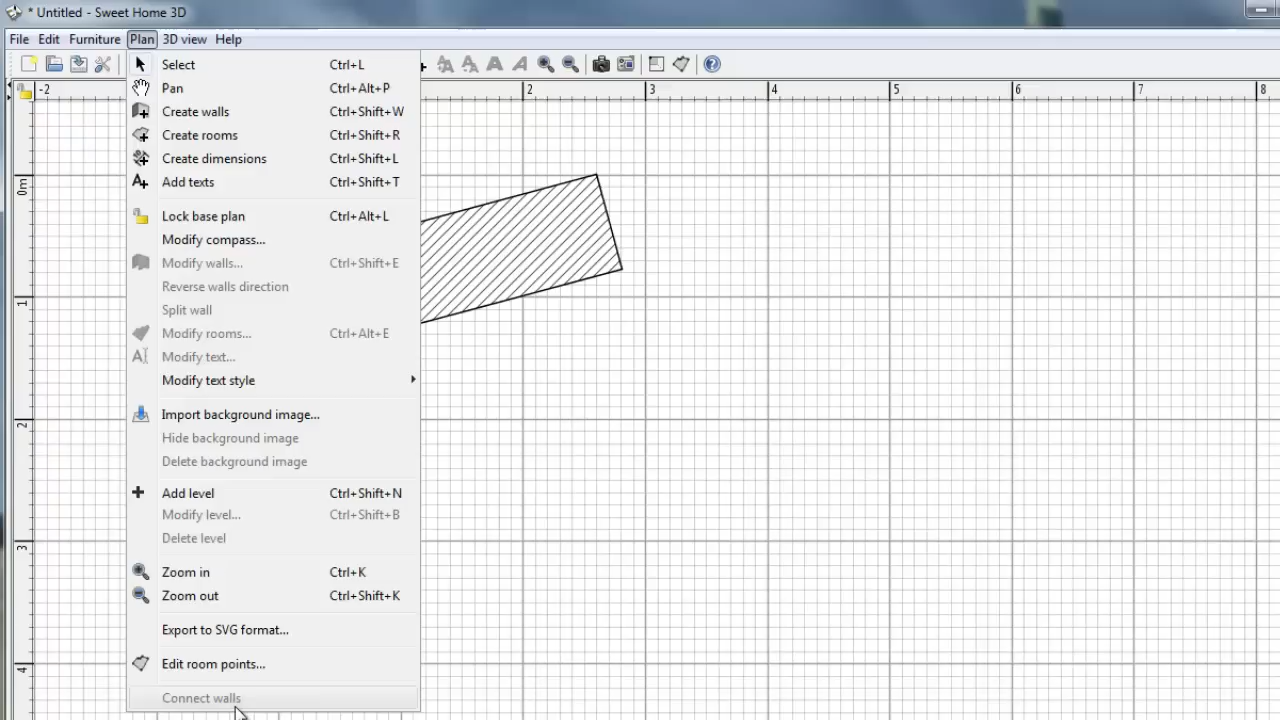 * Untitled - Sweet Home 3D
File Edit Furniture Plan 3D view Help
Select Ctrl+L
Pan Ctrl+Alt+P
Create walls Ctrl+Shift+W
Create rooms Ctrl+Shift+R
Create dimensions Ctrl+Shift+L
Add texts Ctrl+Shift+T
Lock base plan Ctrl+Alt+L
Modify compass...
Modify walls... Ctrl+Shift+E
Reverse walls direction
Split wall
Modify rooms... Ctrl+Alt+E
Modify text...
Modify text style
Import background image...
Hide background image
Delete background image
Add level Ctrl+Shift+N
Modify level... Ctrl+Shift+B
Delete level
Zoom in Ctrl+K
Zoom out Ctrl+Shift+K
Export to SVG format...
Edit room points...
Connect walls
-2 2 3 4 5 6 7 8
0m
1
2
3
4